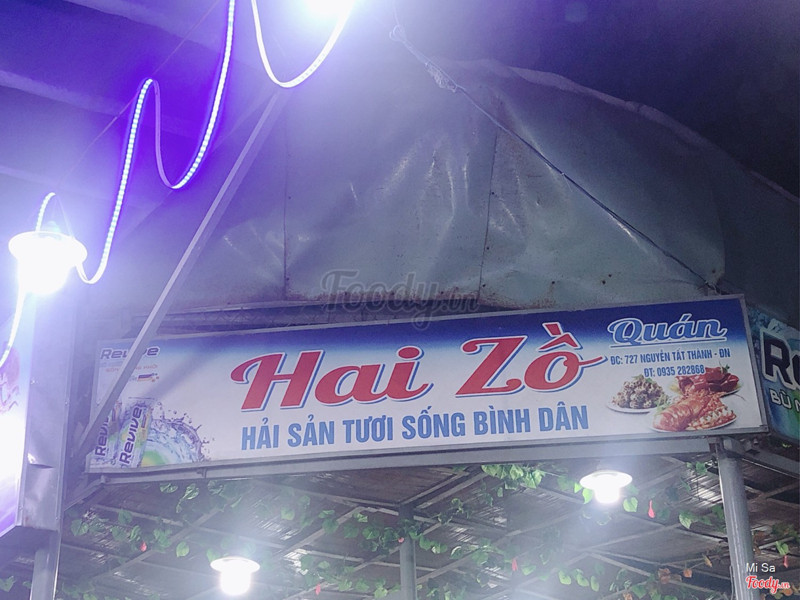 Foody.vn
Revive
Quán
Hai Zồ
ĐC: 727 NGUYỄN TẤT THÀNH - ĐN
ĐT: 0935 282868
HẢI SẢN TƯƠI SỐNG BÌNH DÂN
Revive
Revive
Mi Sa
Foody.vn